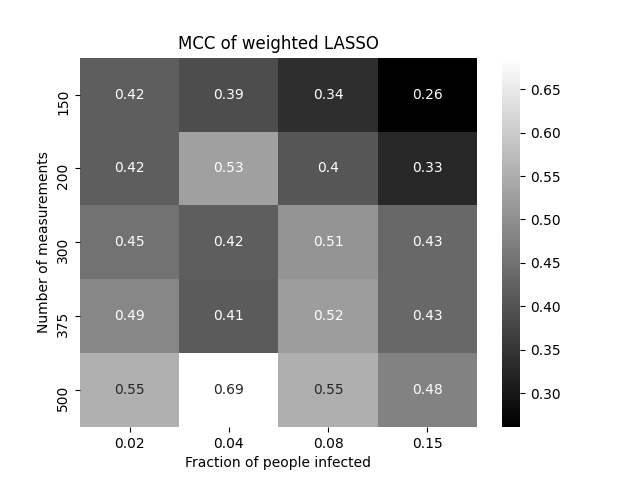 MCC of weighted LASSO
Number of measurements
150 0.42 0.39 0.34 0.26
200 0.42 0.53 0.4 0.33
300 0.45 0.42 0.51 0.43
375 0.49 0.41 0.52 0.43
500 0.55 0.69 0.55 0.48
0.02 0.04 0.08 0.15
Fraction of people infected
0.65
0.60
0.55
0.50
0.45
0.40
0.35
0.30